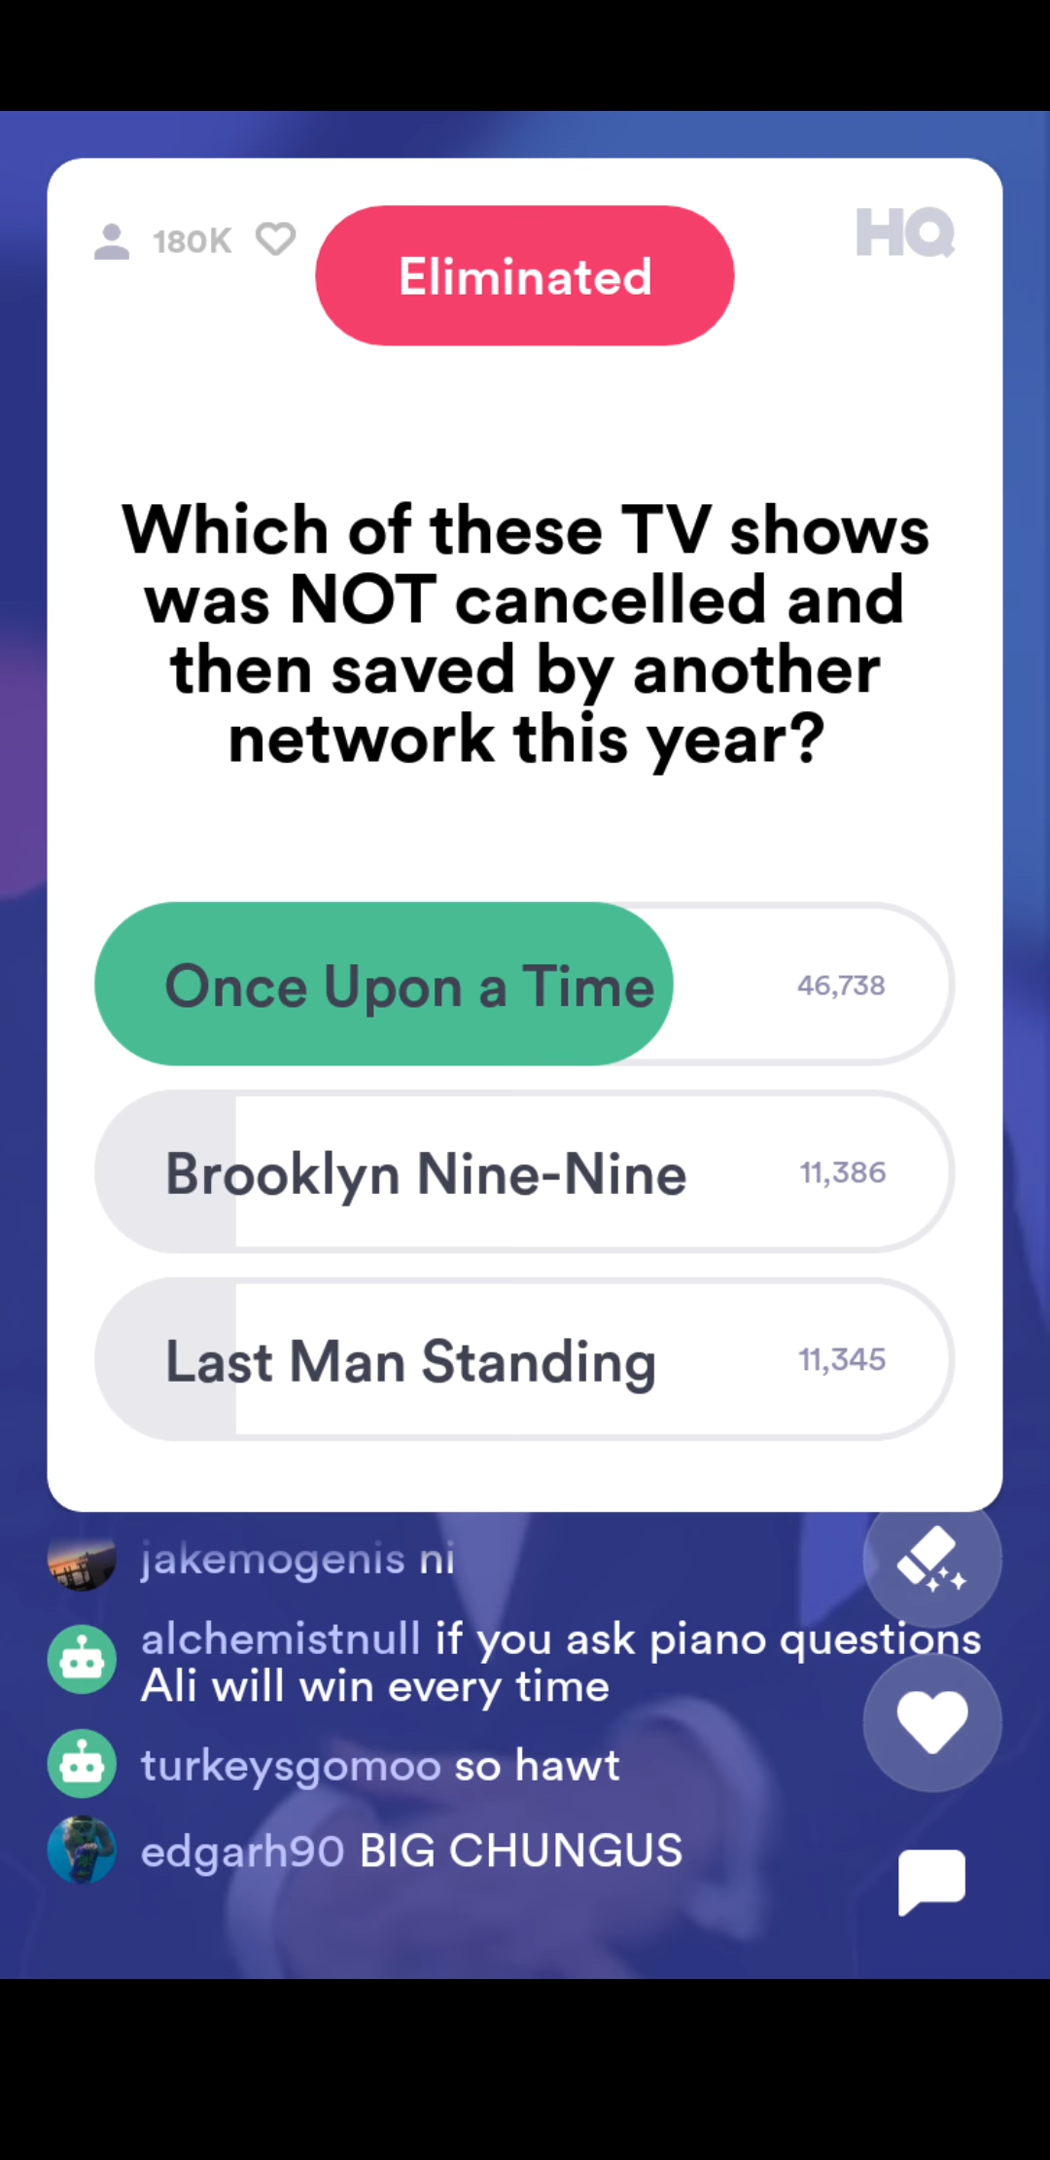 180K
Eliminated
HQ
Which of these TV shows
was NOT cancelled and
then saved by another
network this year?
Once Upon a Time 46,738
Brooklyn Nine-Nine 11,386
Last Man Standing 11,345
jakemogenis ni
alchemistnull if you ask piano questions
Ali will win every time
turkeysgomoo so hawt
edgarh90 BIG CHUNGUS